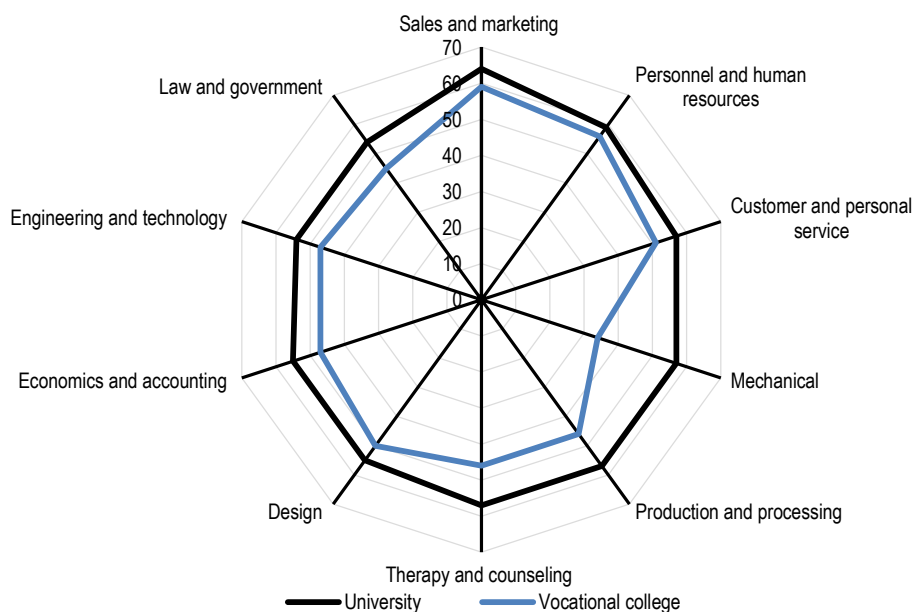 Sales and marketing
70
60
50
40
30
20
10
0
Personnel and human
resources
Customer and personal
service
Mechanical
Production and processing
Therapy and counseling
Design
Economics and accounting
Engineering and technology
Law and government
University
Vocational college